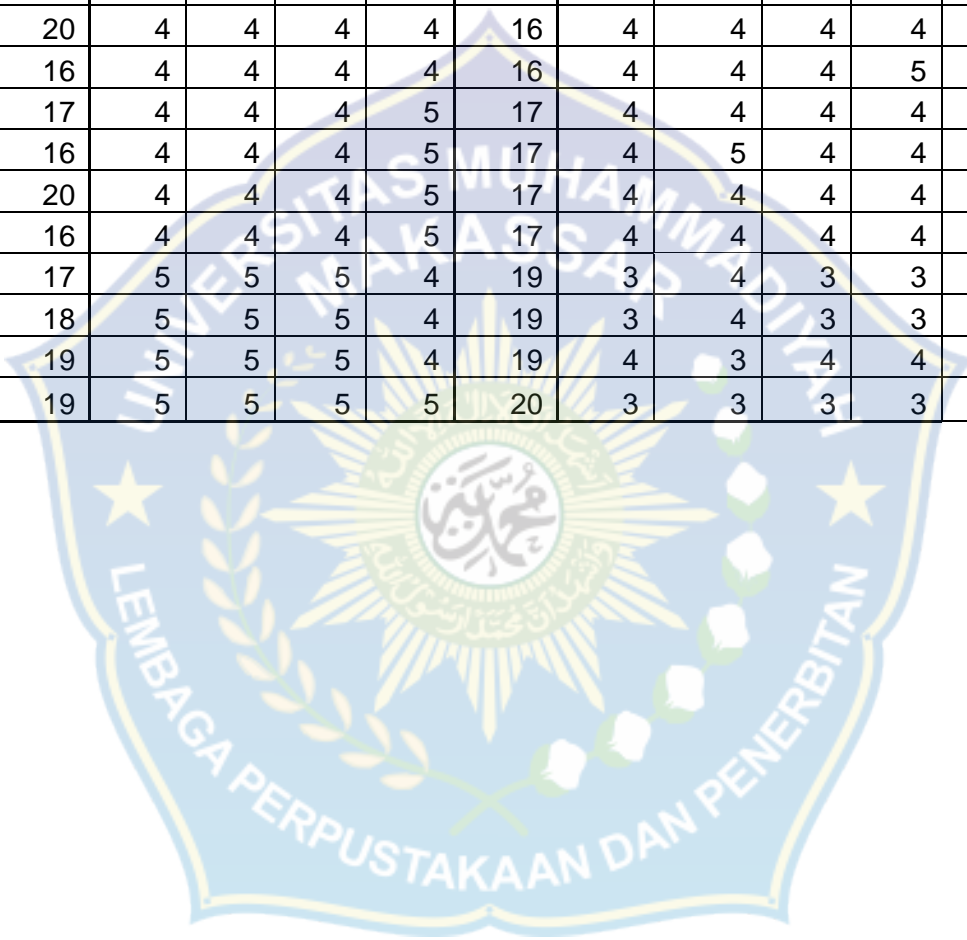 20 4 4 4 4 16 4 4 4 4
16 4 4 4 4 16 4 4 4 5
17 4 4 4 5 17 4 4 4 4
16 4 4 4 5 17 4 5 4 4
20 4 4 4 5 17 4 4 4 4
16 4 4 4 5 17 4 4 4 4
17 5 5 5 4 19 3 4 3 3
18 5 5 5 4 19 3 4 3 3
19 5 5 5 4 19 4 3 4 4
19 5 5 5 5 20 3 3 3 3
UNIVERSITAS MUHAMMADIYAH
MAKASSAR
LEMBAGA PERPUSTAKAAN DAN PENERBITAN